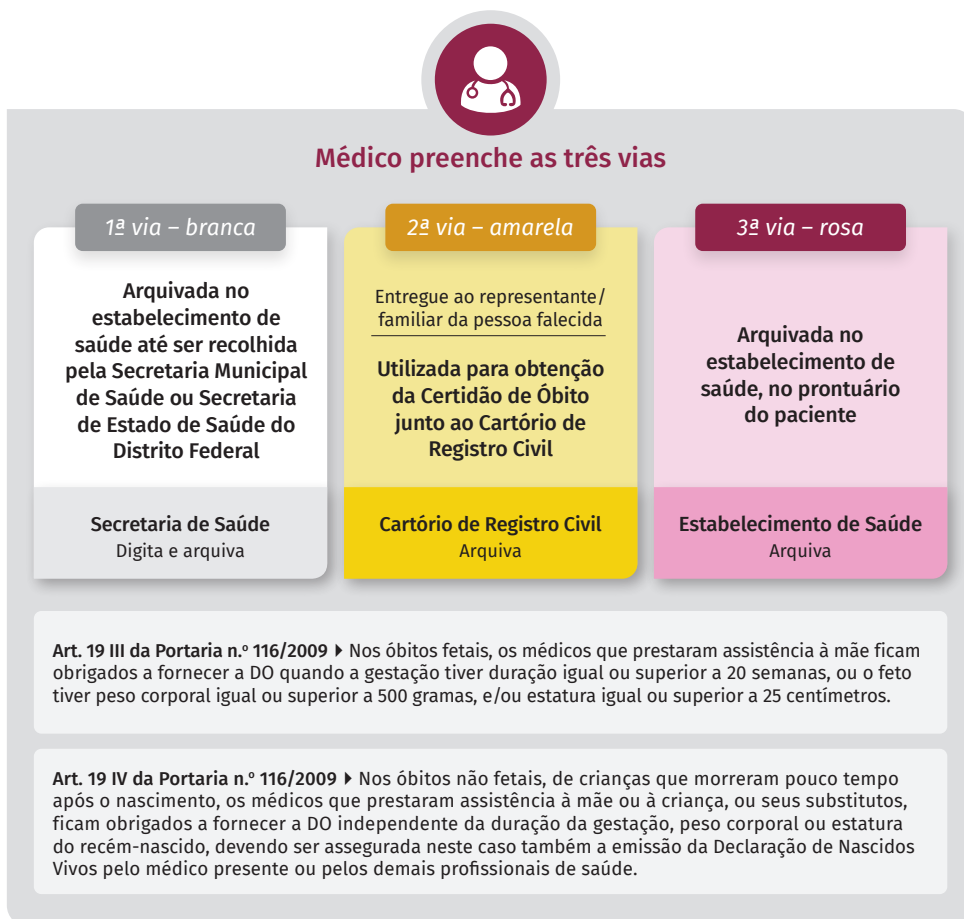 Médico preenche as três vias
1ª via – branca
Arquivada no
estabelecimento de
saúde até ser recolhida
pela Secretaria Municipal
de Saúde ou Secretaria
de Estado de Saúde do
Distrito Federal
Secretaria de Saúde
Digita e arquiva
2ª via – amarela
Entregue ao representante/
familiar da pessoa falecida
Utilizada para obtenção
da Certidão de Óbito
junto ao Cartório de
Registro Civil
Cartório de Registro Civil
Arquiva
3ª via – rosa
Arquivada no
estabelecimento de
saúde, no prontuário
do paciente
Estabelecimento de Saúde
Arquiva
Art. 19 III da Portaria n.º 116/2009 ▸ Nos óbitos fetais, os médicos que prestaram assistência à mãe ficam
obrigados a fornecer a DO quando a gestação tiver duração igual ou superior a 20 semanas, ou o feto
tiver peso corporal igual ou superior a 500 gramas, e/ou estatura igual ou superior a 25 centímetros.
Art. 19 IV da Portaria n.º 116/2009 ▸ Nos óbitos não fetais, de crianças que morreram pouco tempo
após o nascimento, os médicos que prestaram assistência à mãe ou à criança, ou seus substitutos,
ficam obrigados a fornecer a DO independente da duração da gestação, peso corporal ou estatura
do recém-nascido, devendo ser assegurada neste caso também a emissão da Declaração de Nascidos
Vivos pelo médico presente ou pelos demais profissionais de saúde.